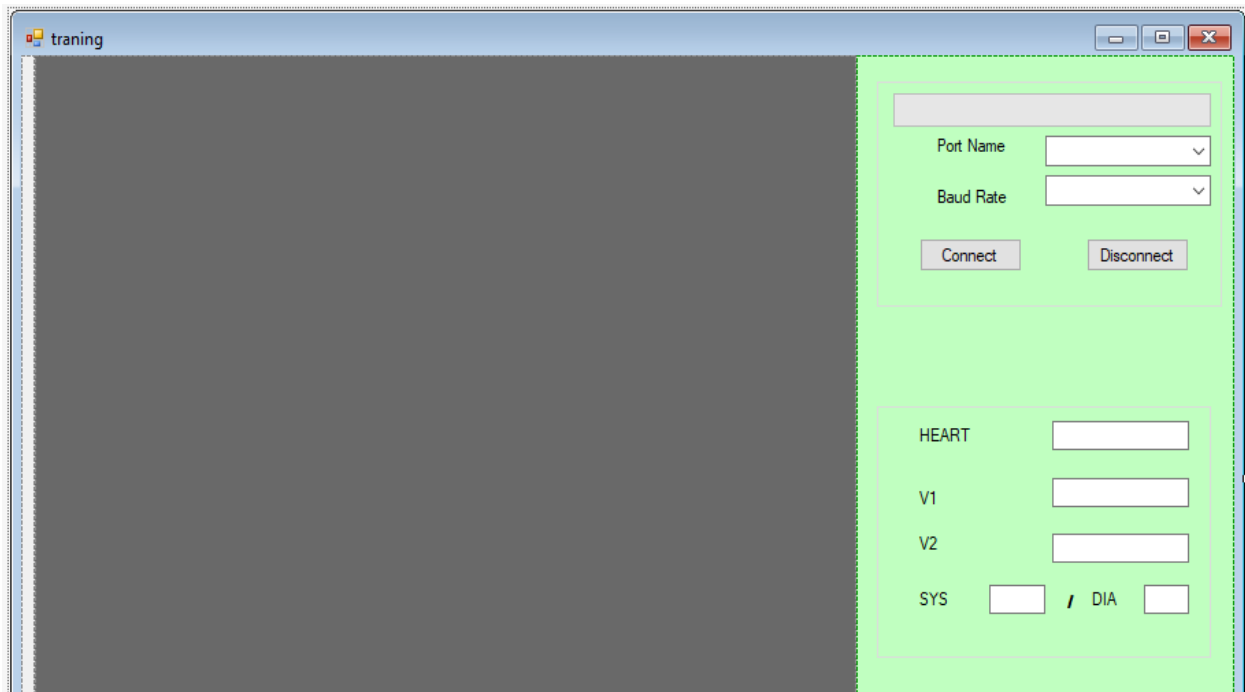 traning
Port Name
Baud Rate
Connect Disconnect
HEART
V1
V2
SYS / DIA